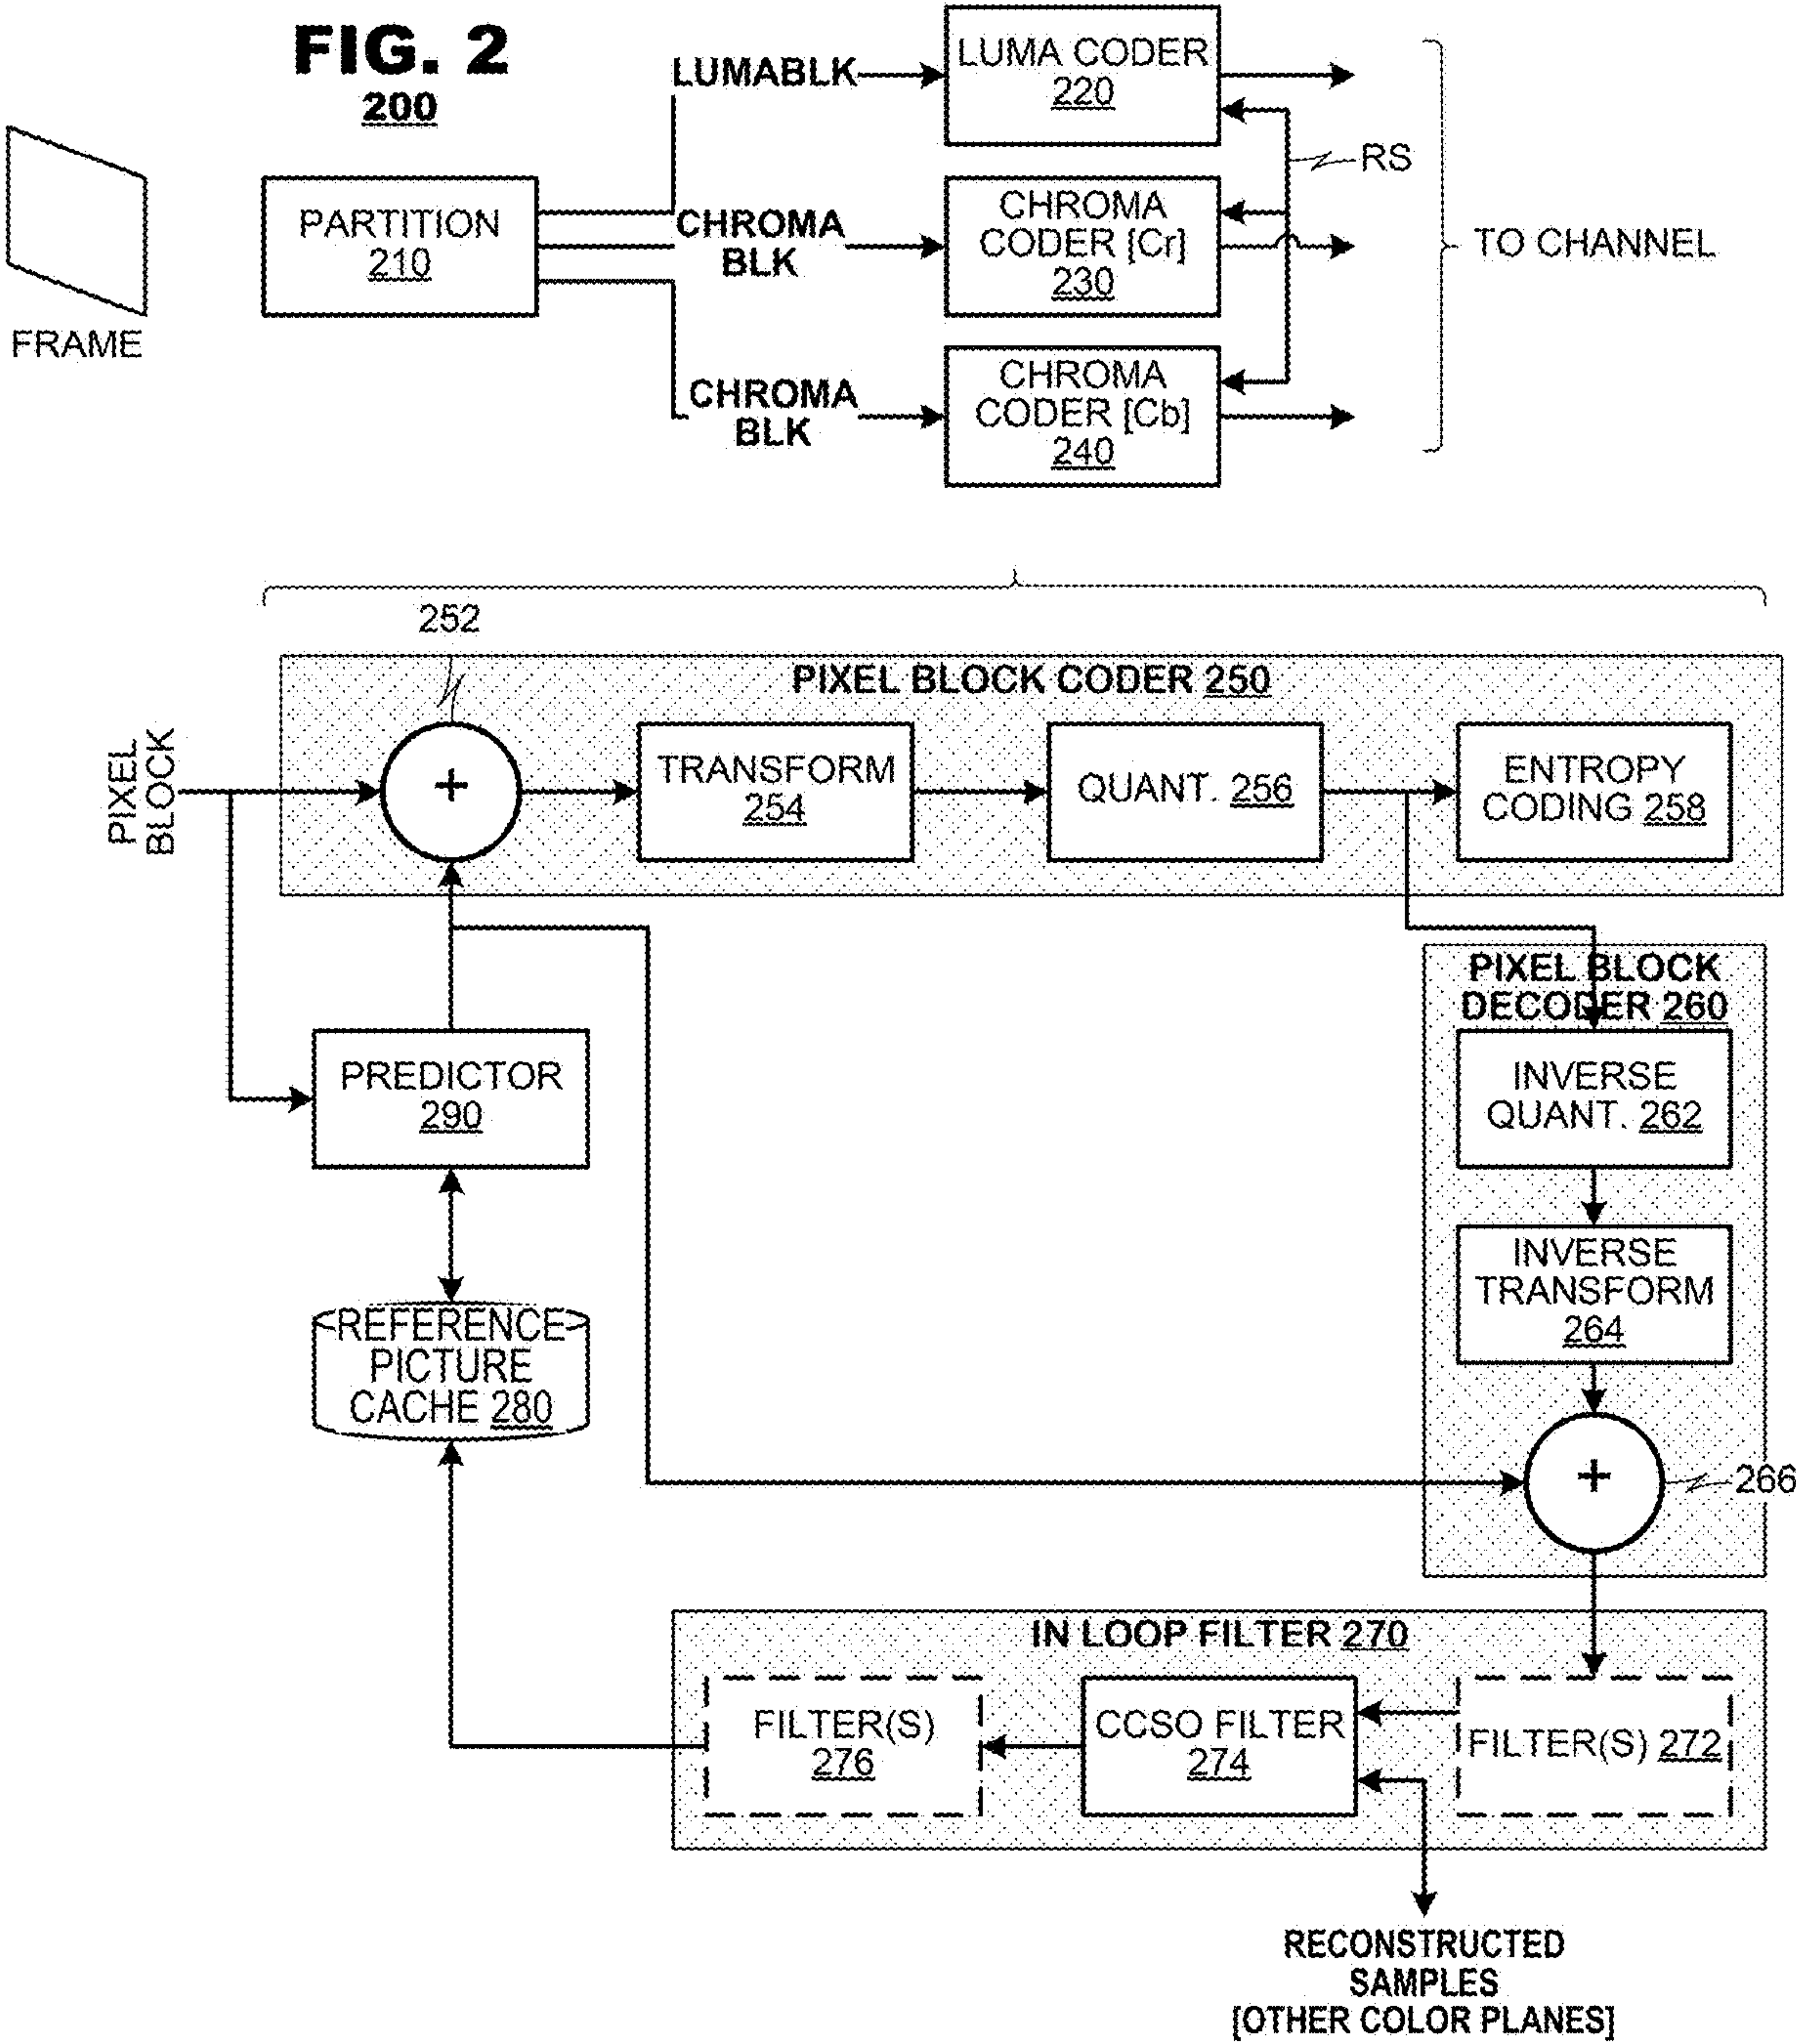 FIG. 2
200
FRAME
PARTITION
210
LUMABLK
CHROMA
BLK
CHROMA
BLK
LUMA CODER
220
CHROMA
CODER [Cr]
230
CHROMA
CODER [Cb]
240
RS
TO CHANNEL
252
PIXEL BLOCK CODER 250
PIXEL
BLOCK
+
TRANSFORM
254
QUANT. 256
ENTROPY
CODING 258
PIXEL BLOCK
DECODER 260
PREDICTOR
290
INVERSE
QUANT. 262
INVERSE
TRANSFORM
264
REFERENCE
PICTURE
CACHE 280
+
266
IN LOOP FILTER 270
FILTER(S)
276
CCSO FILTER
274
FILTER(S) 272
RECONSTRUCTED
SAMPLES
[OTHER COLOR PLANES]